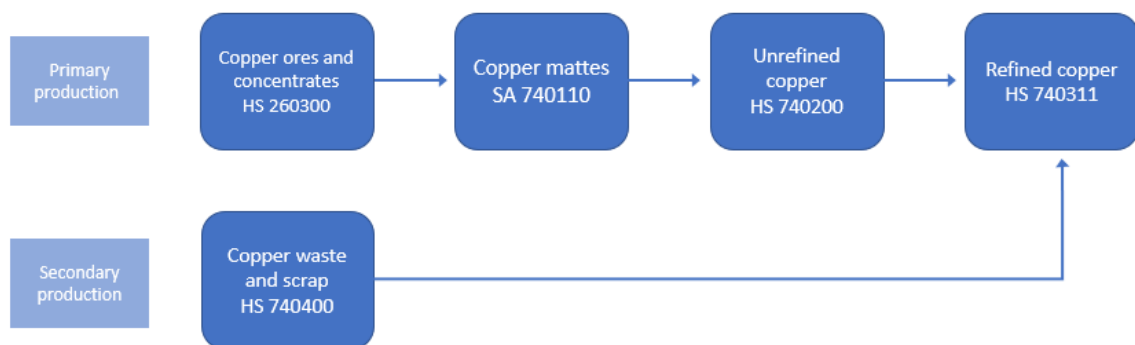 Primary
production
Copper ores and
concentrates
HS 260300
Copper mattes
SA 740110
Unrefined
copper
HS 740200
Refined copper
HS 740311
Secondary
production
Copper waste
and scrap
HS 740400